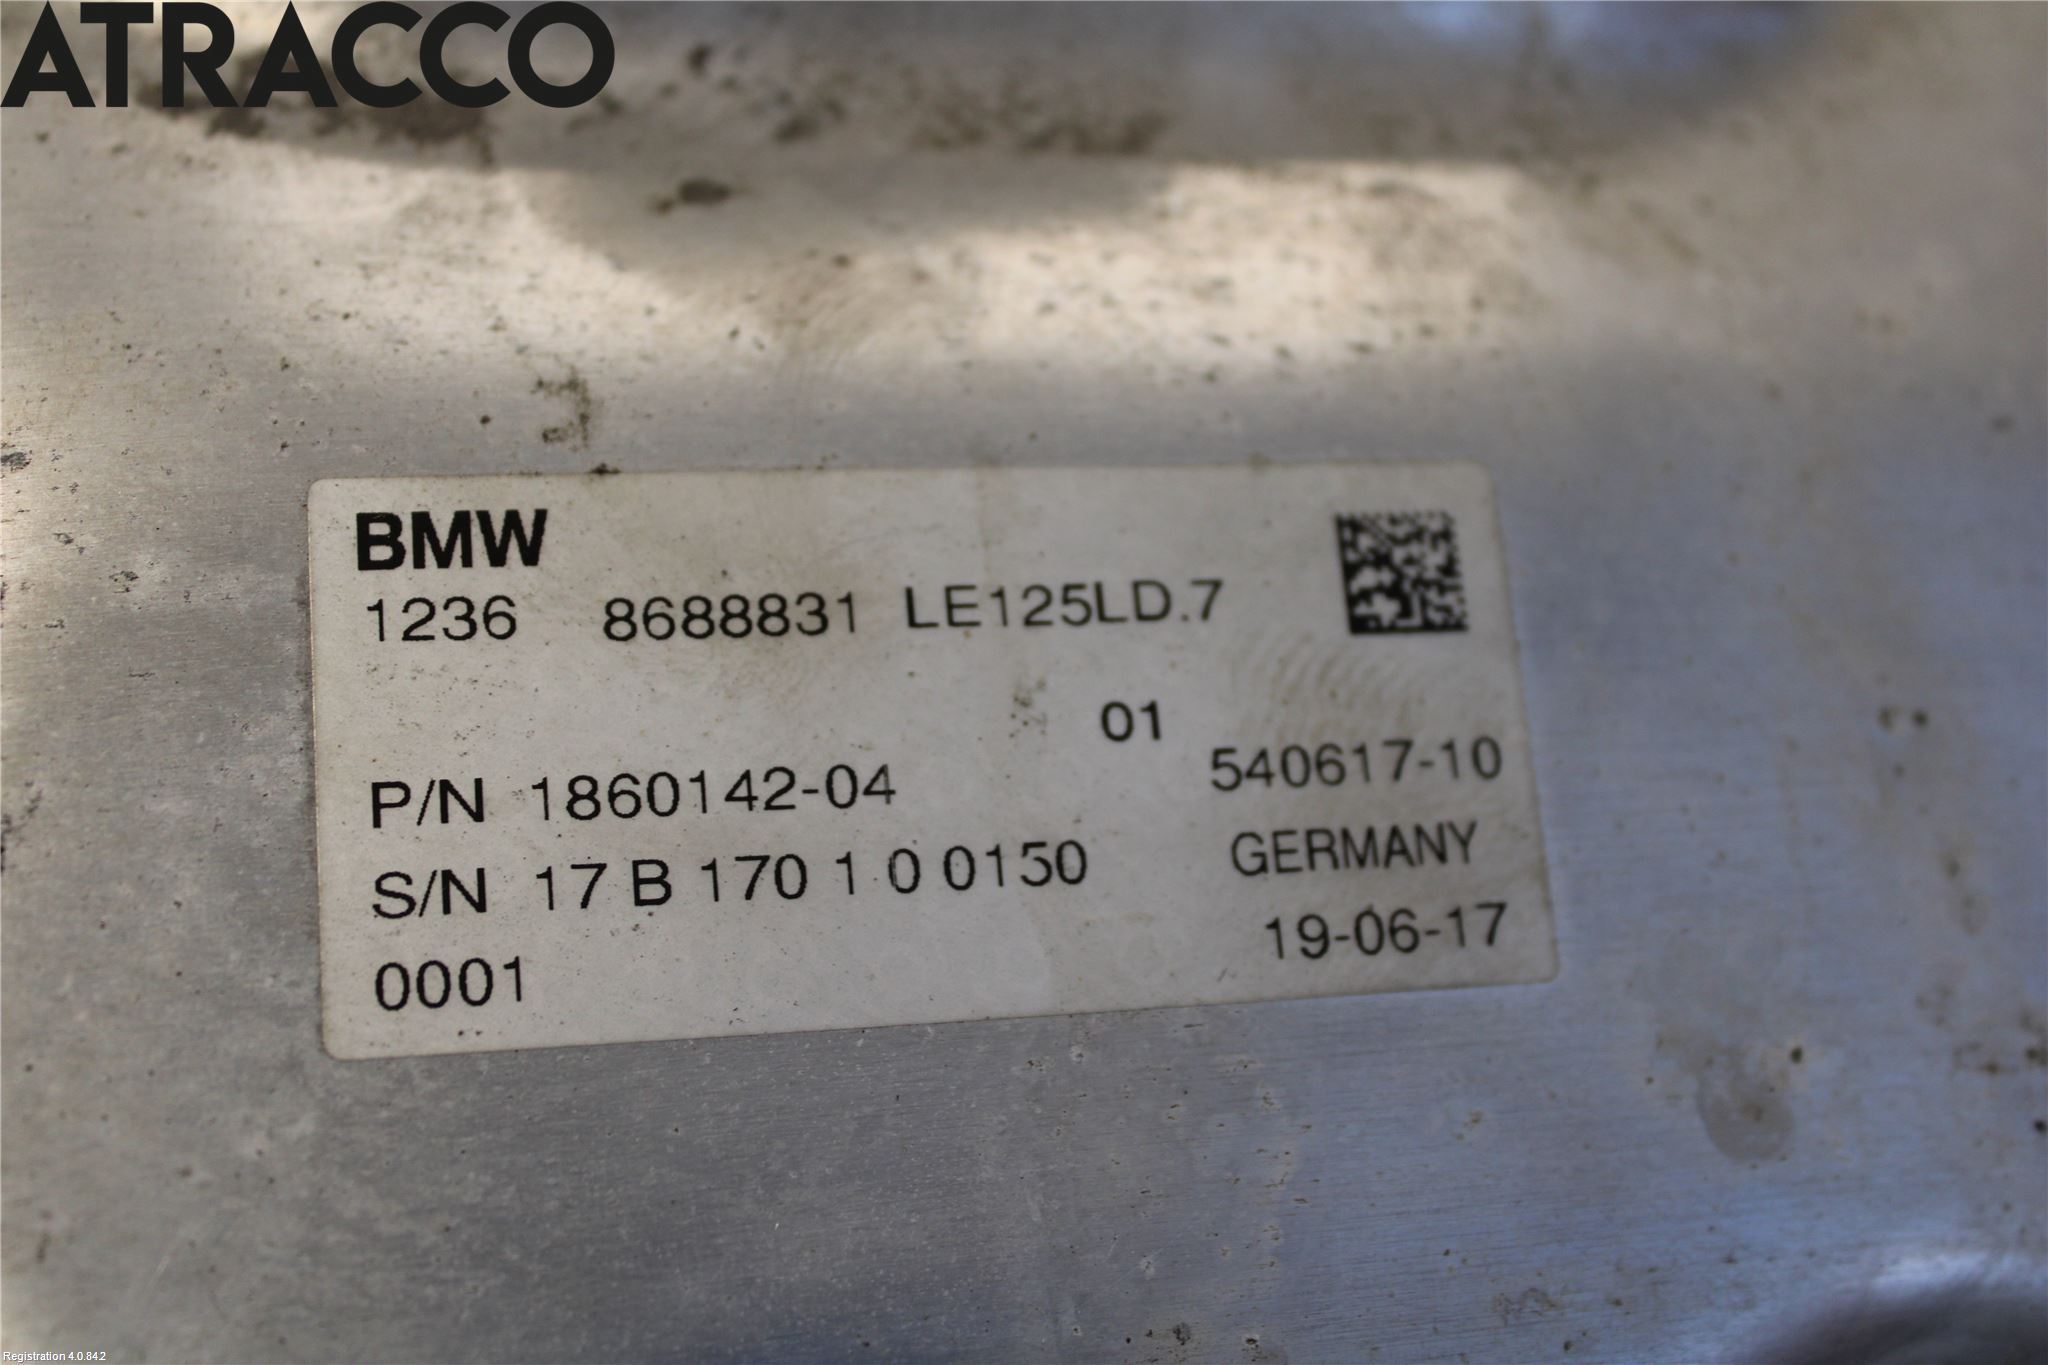 ATRACCO
BMW
1236 8688831 LE125LD.7
01
P/N 1860142-04 540617-10
S/N 17 B 170 1 0 0150 GERMANY
0001 19-06-17
Registration 4.0.842